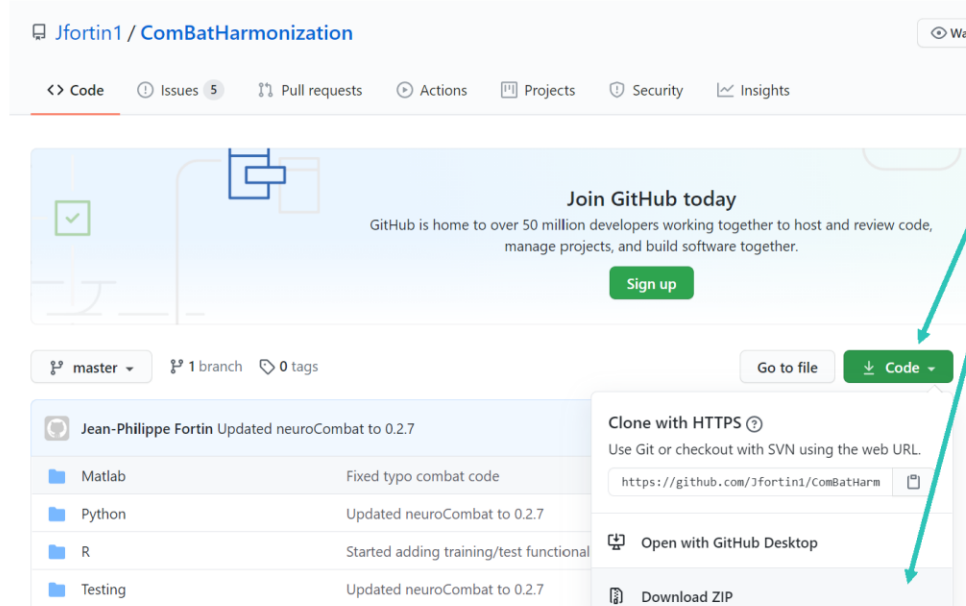 Jfortin1 / ComBatHarmonization
Wa
Code Issues 5 Pull requests Actions Projects Security Insights
Join GitHub today
GitHub is home to over 50 million developers working together to host and review code,
manage projects, and build software together.
Sign up
master 1 branch 0 tags Go to file Code
Jean-Philippe Fortin Updated neuroCombat to 0.2.7
Clone with HTTPS
Use Git or checkout with SVN using the web URL.
https://github.com/Jfortin1/ComBatHarm
Matlab Fixed typo combat code
Python Updated neuroCombat to 0.2.7
Open with GitHub Desktop
R Started adding training/test functional
Testing Updated neuroCombat to 0.2.7
Download ZIP